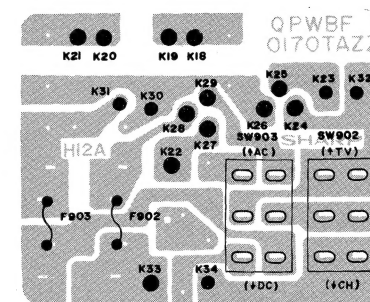 QPWBF
0170TAZZ
K21 K20 K19 K18
K31 K30 K29 K25 K23 K32
K28 K27 K26 K24
H12A
K22
SW903 SW902
SHARP
(↑AC) (↑TV)
F903 F902
K33 K34
(↓DC) (↓CH)